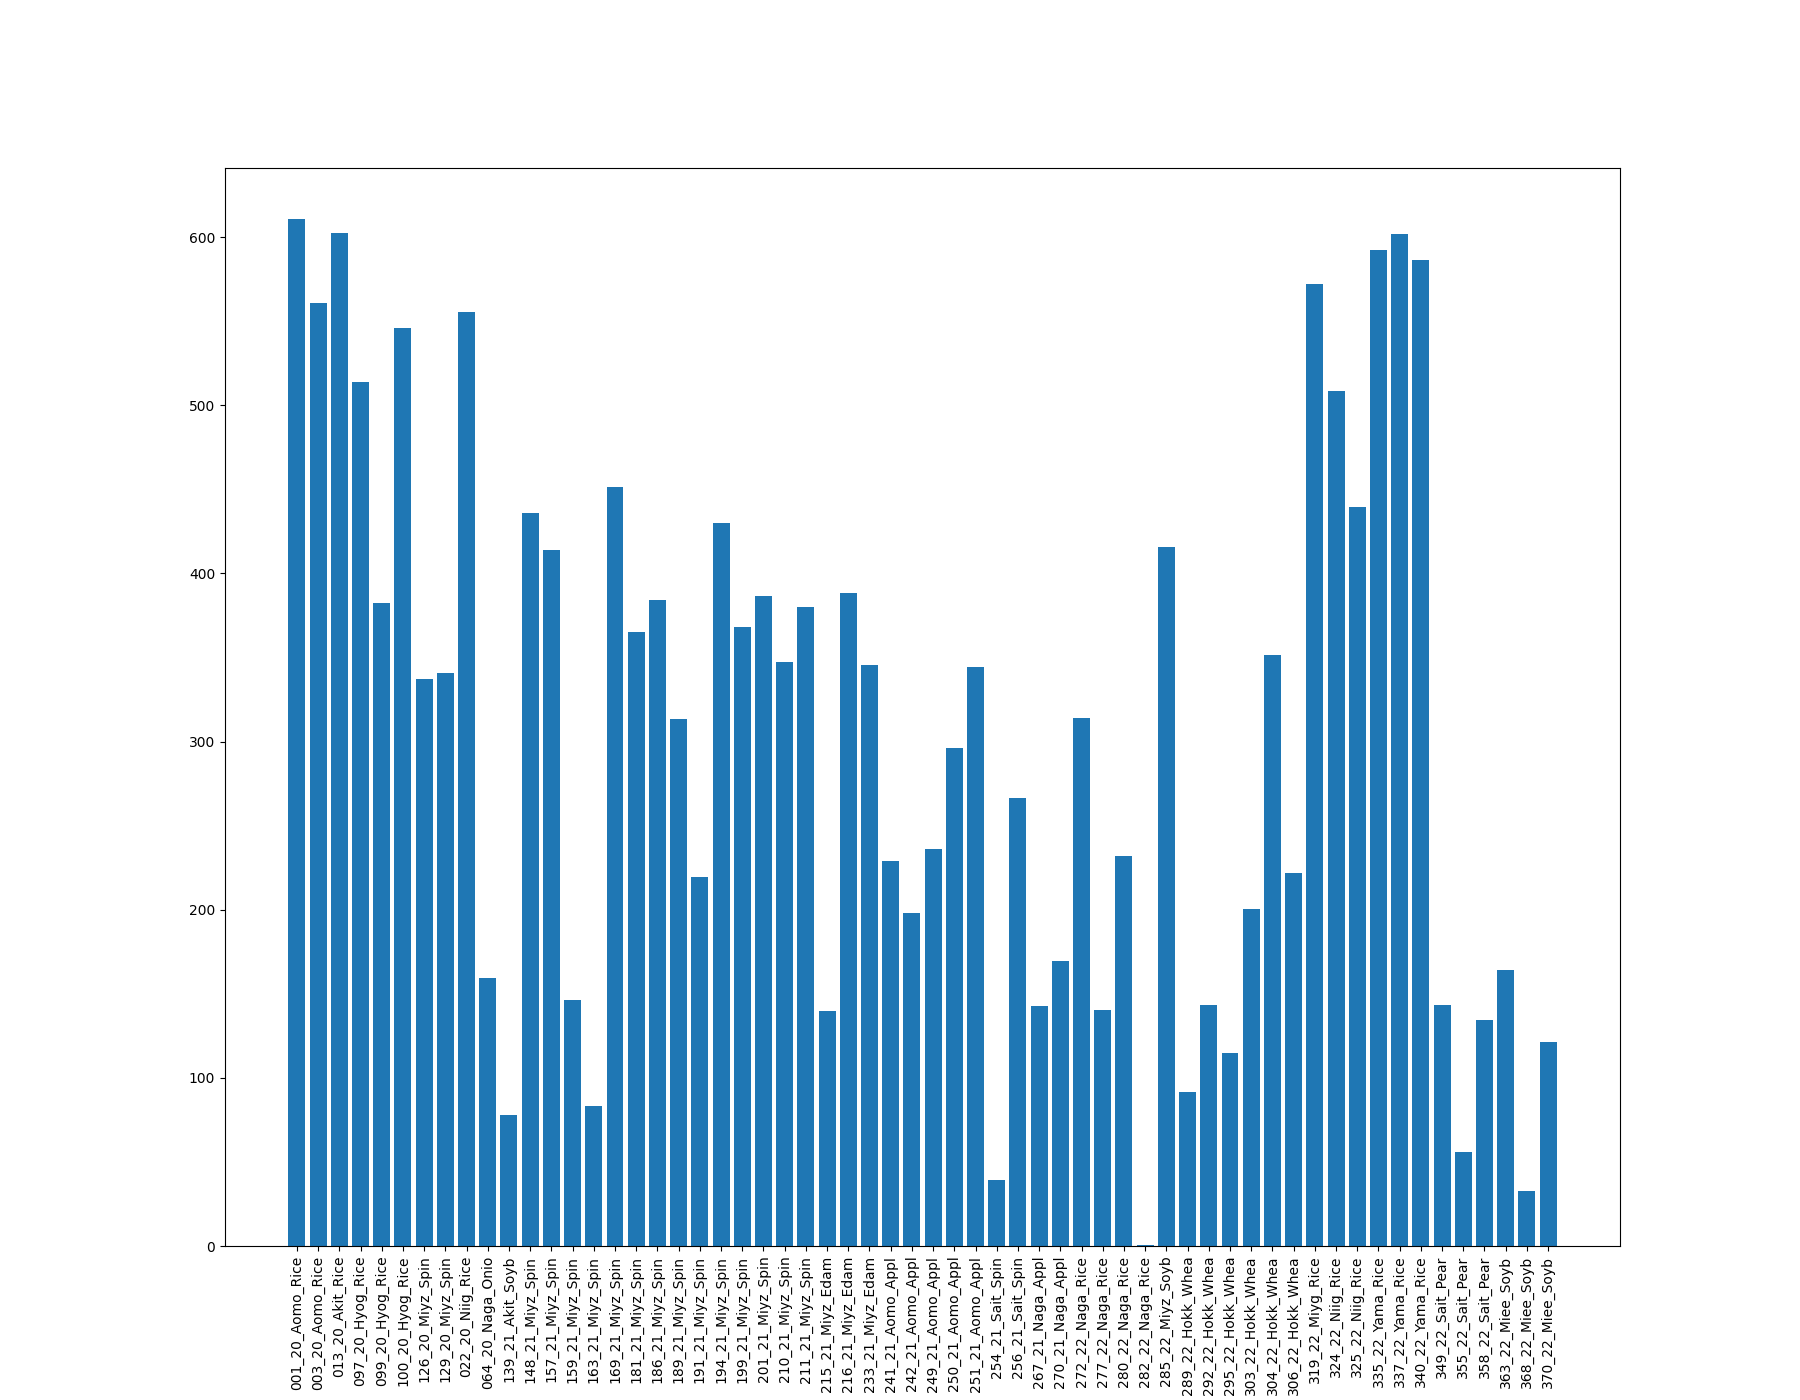 600
500
400
300
200
100
0
001_20_Aomo_Rice
003_20_Aomo_Rice
013_20_Akit_Rice
097_20_Hyog_Rice
099_20_Hyog_Rice
100_20_Hyog_Rice
126_20_Miyz_Spin
129_20_Miyz_Spin
022_20_Niig_Rice
064_20_Naga_Onio
139_21_Akit_Soyb
148_21_Miyz_Spin
157_21_Miyz_Spin
159_21_Miyz_Spin
163_21_Miyz_Spin
169_21_Miyz_Spin
181_21_Miyz_Spin
186_21_Miyz_Spin
189_21_Miyz_Spin
191_21_Miyz_Spin
194_21_Miyz_Spin
199_21_Miyz_Spin
201_21_Miyz_Spin
210_21_Miyz_Spin
211_21_Miyz_Spin
215_21_Miyz_Edam
216_21_Miyz_Edam
233_21_Miyz_Edam
241_21_Aomo_Appl
242_21_Aomo_Appl
249_21_Aomo_Appl
250_21_Aomo_Appl
251_21_Aomo_Appl
254_21_Sait_Spin
256_21_Sait_Spin
267_21_Naga_Appl
270_21_Naga_Appl
272_22_Naga_Rice
277_22_Naga_Rice
280_22_Naga_Rice
282_22_Naga_Rice
285_22_Miyz_Soyb
289_22_Hokk_Whea
292_22_Hokk_Whea
295_22_Hokk_Whea
303_22_Hokk_Whea
304_22_Hokk_Whea
306_22_Hokk_Whea
319_22_Miyg_Rice
324_22_Niig_Rice
325_22_Niig_Rice
335_22_Yama_Rice
337_22_Yama_Rice
340_22_Yama_Rice
349_22_Sait_Pear
355_22_Sait_Pear
358_22_Sait_Pear
363_22_Miee_Soyb
368_22_Miee_Soyb
370_22_Miee_Soyb